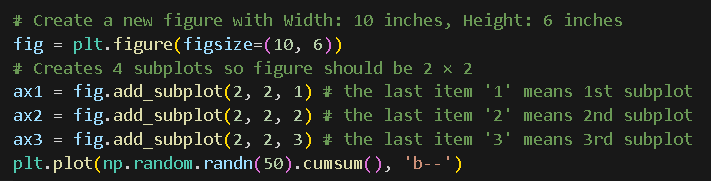 # Create a new figure with Width: 10 inches, Height: 6 inches
fig = plt.figure(figsize=(10, 6))
# Creates 4 subplots so figure should be 2 × 2
ax1 = fig.add_subplot(2, 2, 1) # the last item '1' means 1st subplot
ax2 = fig.add_subplot(2, 2, 2) # the last item '2' means 2nd subplot
ax3 = fig.add_subplot(2, 2, 3) # the last item '3' means 3rd subplot
plt.plot(np.random.randn(50).cumsum(), 'b--')